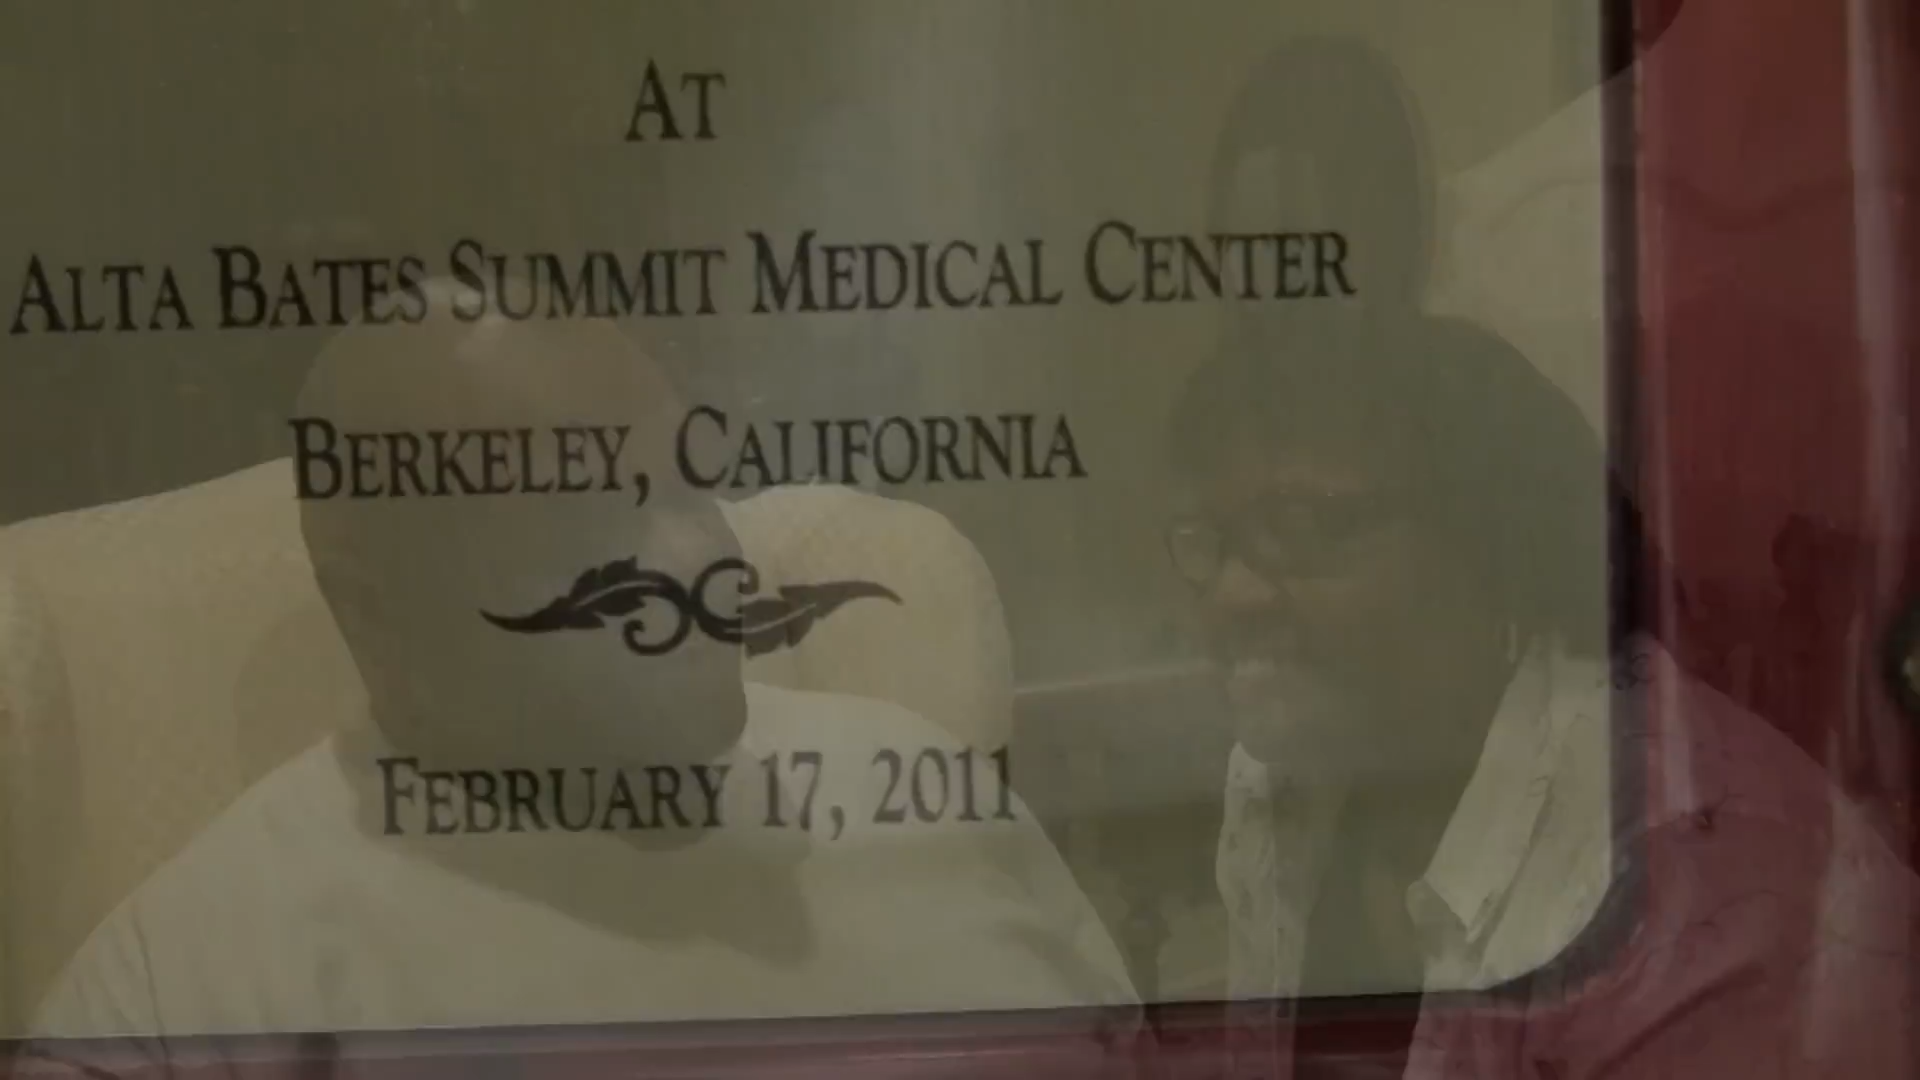 AT
ALTA BATES SUMMIT MEDICAL CENTER
BERKELEY, CALIFORNIA
FEBRUARY 17, 2011